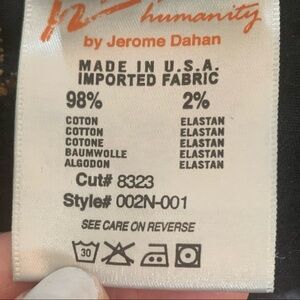 humanity
by Jerome Dahan
MADE IN U.S.A.
IMPORTED FABRIC
98% 2%
COTON ELASTAN
COTTON ELASTAN
COTONE ELASTAN
BAUMWOLLE ELASTAN
ALGODON ELASTAN
Cut# 8323
Style# 002N-001
SEE CARE ON REVERSE
30